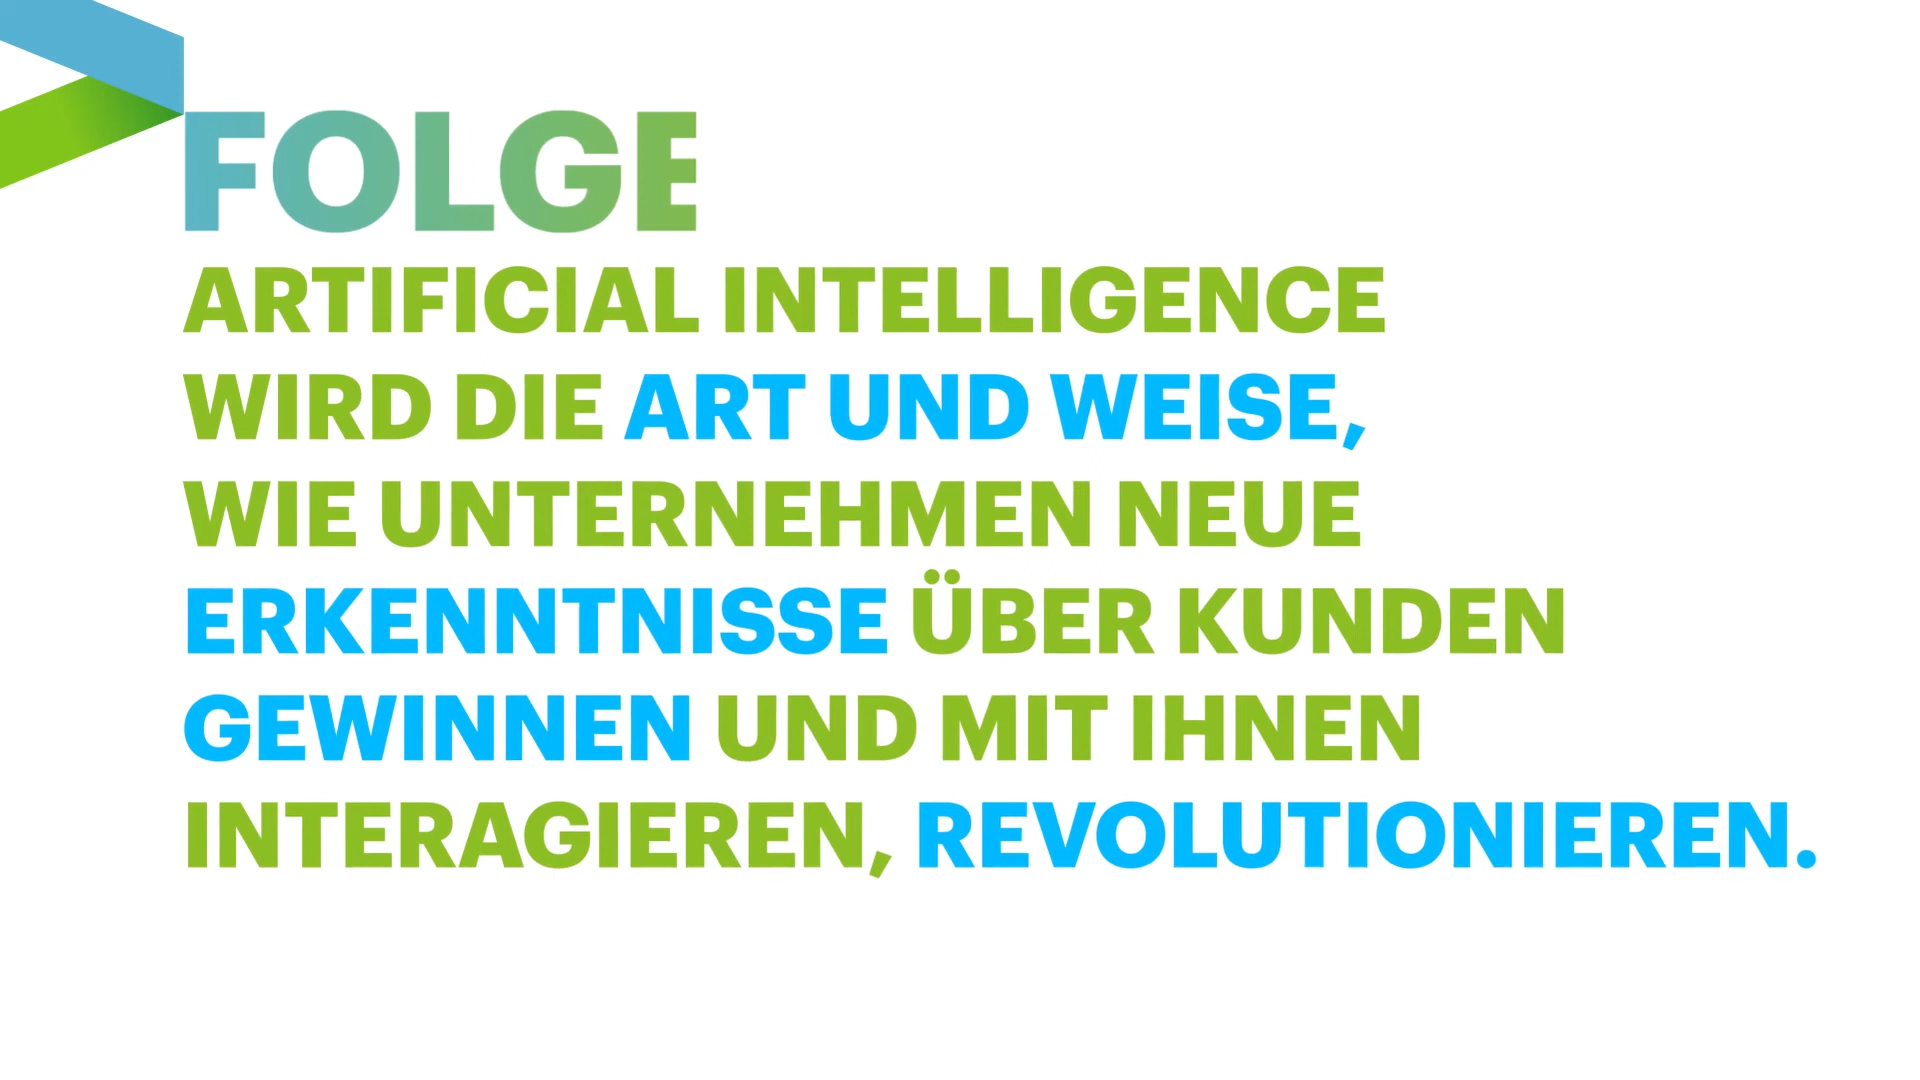 FOLGE
ARTIFICIAL INTELLIGENCE
WIRD DIE ART UND WEISE,
WIE UNTERNEHMEN NEUE
ERKENNTNISSE ÜBER KUNDEN
GEWINNEN UND MIT IHNEN
INTERAGIEREN, REVOLUTIONIEREN.